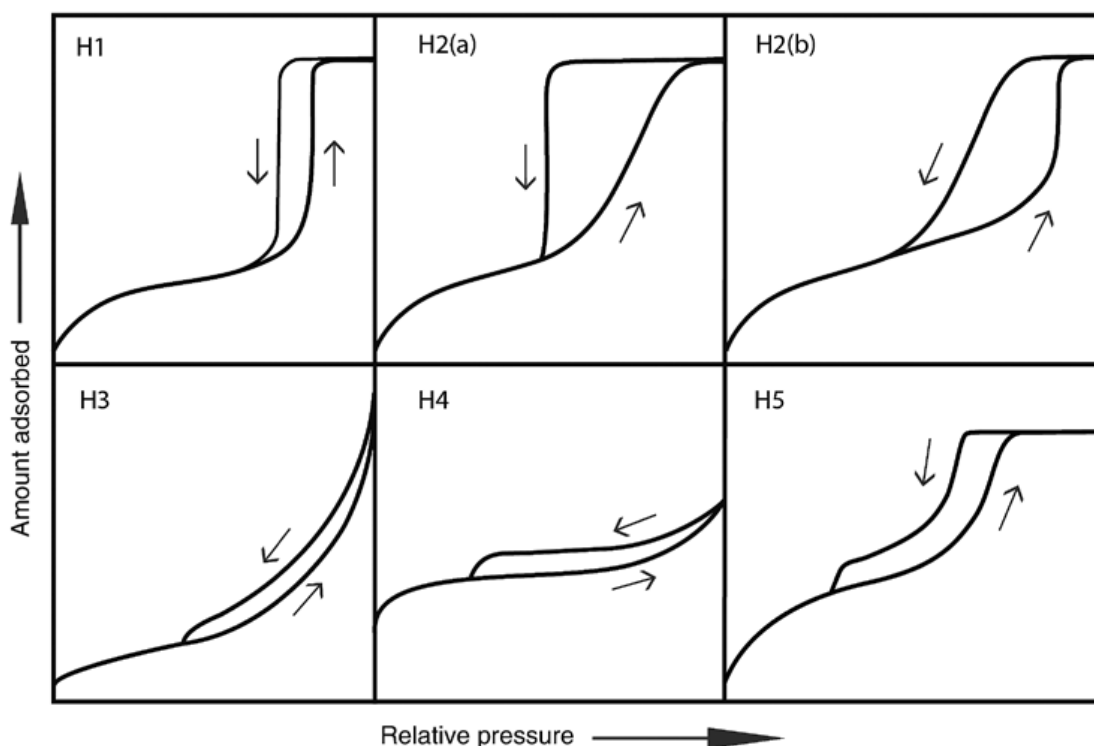 H1
H2(a)
H2(b)
H3
H4
H5
Amount adsorbed
Relative pressure